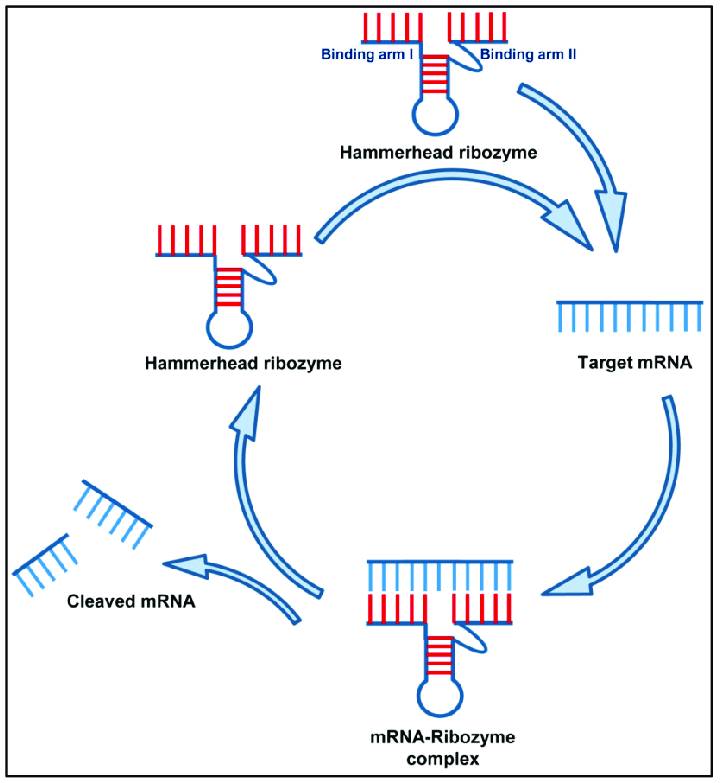 Binding arm I
Binding arm II
Hammerhead ribozyme
Hammerhead ribozyme
Target mRNA
Cleaved mRNA
mRNA-Ribozyme
complex